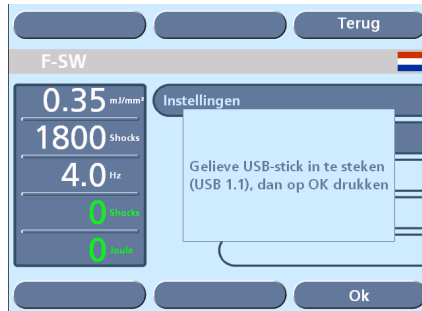 Terug
F-SW
0.35 mJ/mm²
1800 Shocks
4.0 Hz
0 Shocks
0 Joule
Instellingen
Gelieve USB-stick in te steken
(USB 1.1), dan op OK drukken
Ok